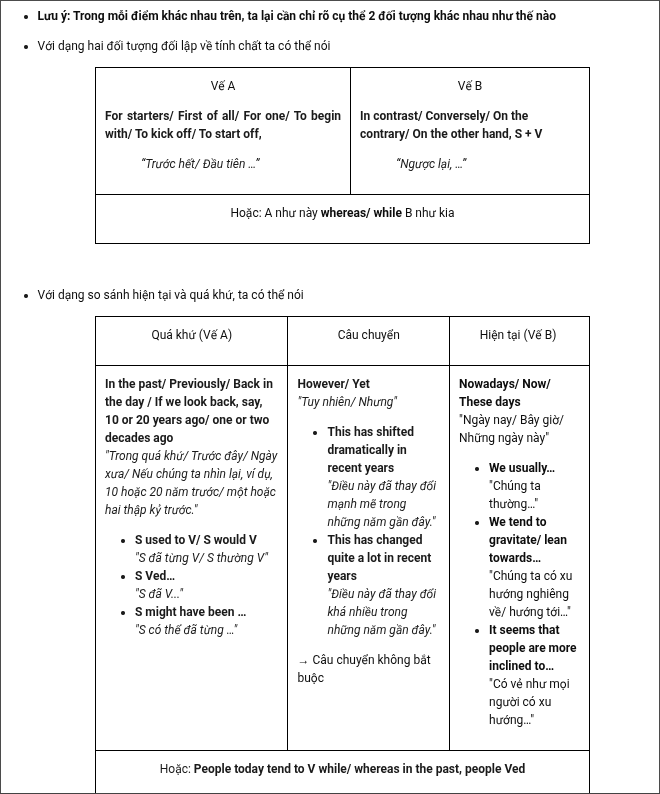 Lưu ý: Trong mỗi điểm khác nhau trên, ta lại cần chỉ rõ cụ thể 2 đối tượng khác nhau như thế nào
Với dạng hai đối tượng đối lập về tính chất ta có thể nói
Vế A
For starters/ First of all/ For one/ To begin
with/ To kick off/ To start off,
“Trước hết/ Đầu tiên …”
Vế B
In contrast/ Conversely/ On the
contrary/ On the other hand, S + V
“Ngược lại, …”
Hoặc: A như này whereas/ while B như kia
Với dạng so sánh hiện tại và quá khứ, ta có thể nói
Quá khứ (Vế A)
Câu chuyển
Hiện tại (Vế B)
In the past/ Previously/ Back in
the day / If we look back, say,
10 or 20 years ago/ one or two
decades ago
"Trong quá khứ/ Trước đây/ Ngày
xưa/ Nếu chúng ta nhìn lại, ví dụ,
10 hoặc 20 năm trước/ một hoặc
hai thập kỷ trước."
S used to V/ S would V
"S đã từng V/ S thường V"
S Ved…
"S đã V..."
S might have been …
"S có thể đã từng …"
However/ Yet
"Tuy nhiên/ Nhưng"
This has shifted
dramatically in
recent years
"Điều này đã thay đổi
mạnh mẽ trong
những năm gần đây."
This has changed
quite a lot in recent
years
"Điều này đã thay đổi
khá nhiều trong
những năm gần đây."
→ Câu chuyển không bắt
buộc
Nowadays/ Now/
These days
"Ngày nay/ Bây giờ/
Những ngày này"
We usually…
"Chúng ta
thường…"
We tend to
gravitate/ lean
towards…
"Chúng ta có xu
hướng nghiêng
về/ hướng tới…"
It seems that
people are more
inclined to…
"Có vẻ như mọi
người có xu
hướng…"
Hoặc: People today tend to V while/ whereas in the past, people Ved